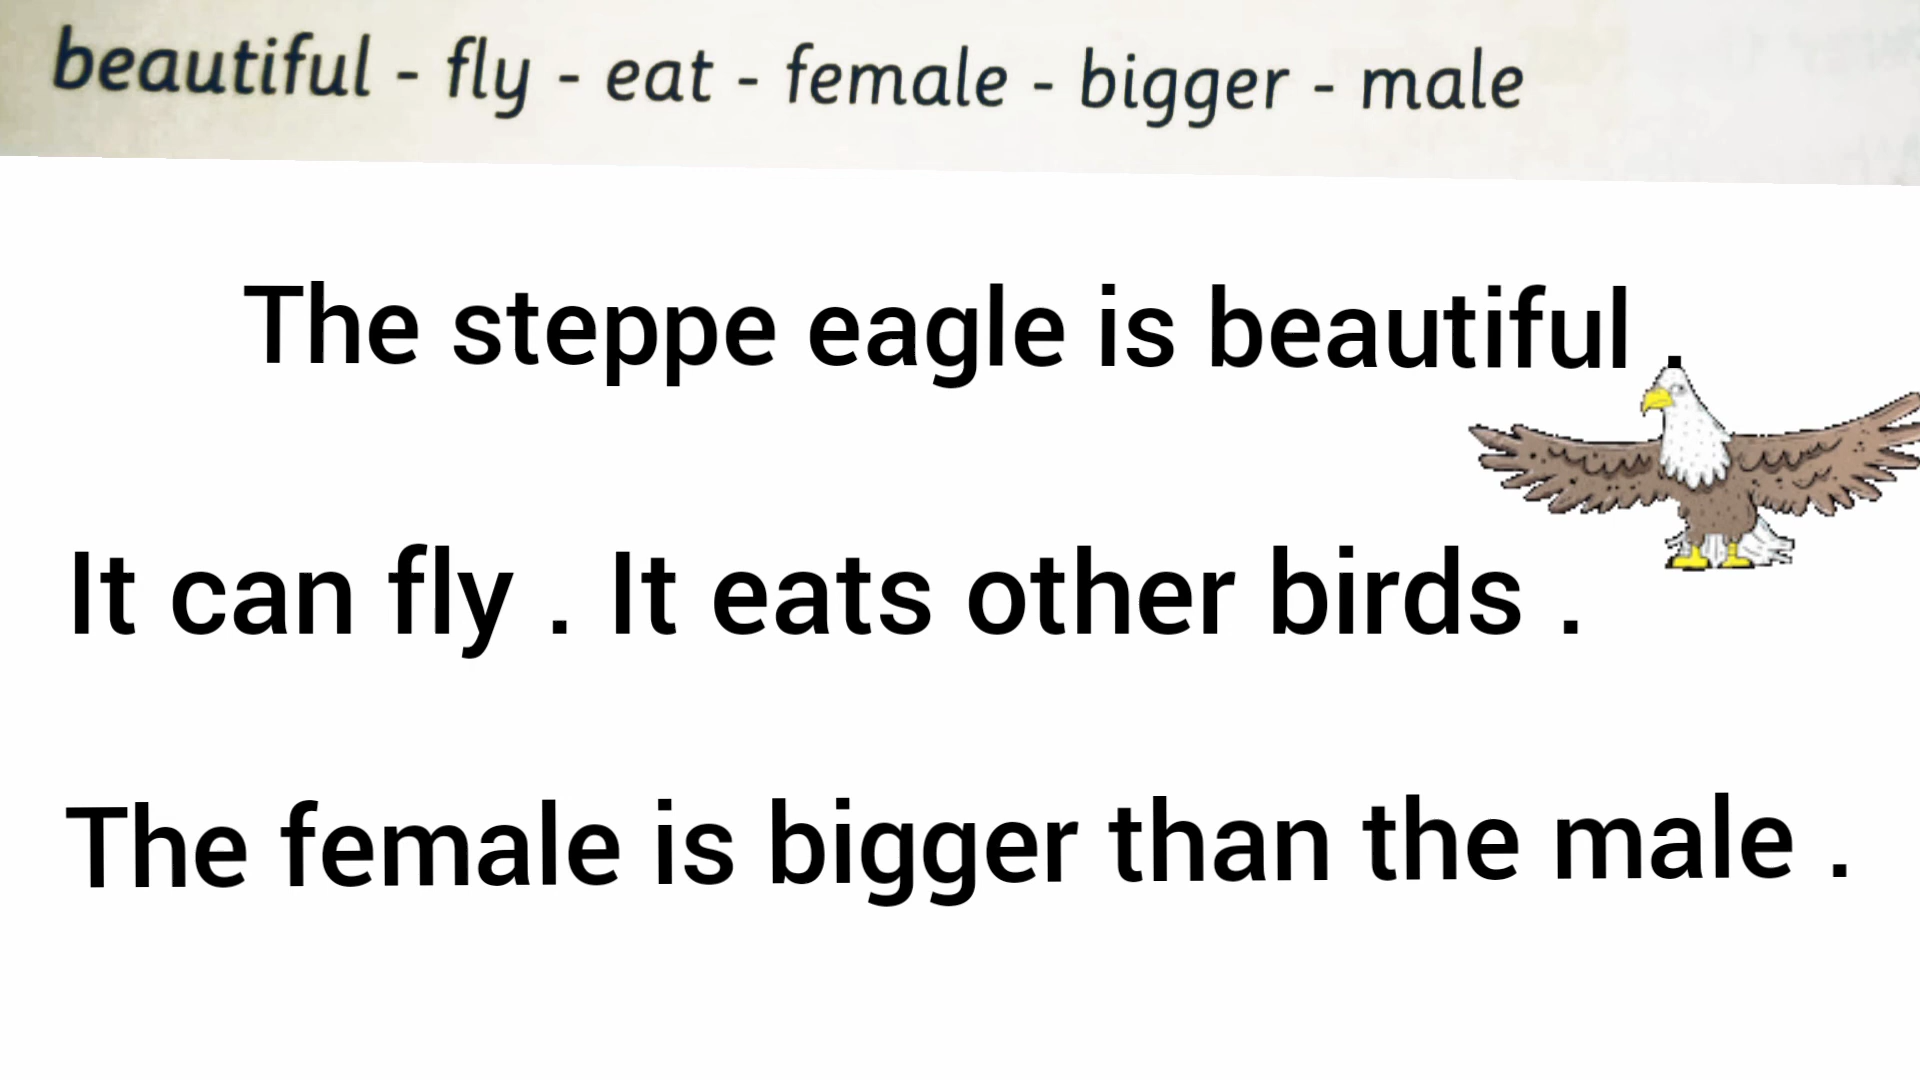 beautiful - fly - eat - female - bigger - male
The steppe eagle is beautiful .
It can fly . It eats other birds .
The female is bigger than the male .